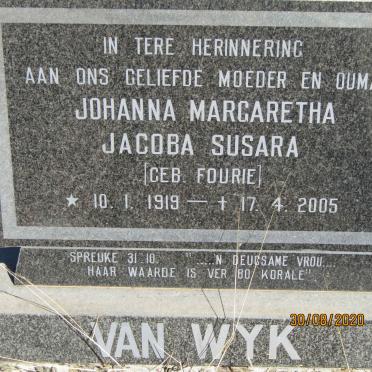 IN TERE HERINNERING
AAN ONS GELIEFDE MOEDER EN OUMA
JOHANNA MARGARETHA
JACOBA SUSARA
[GEB. FOURIE]
★ 10. 1. 1919 — † 17. 4. 2005
SPREUKE 31:10. ".....N DEUGSAME VROU....
HAAR WAARDE IS VER BO KORALE"
30/08/2020
VAN WYK